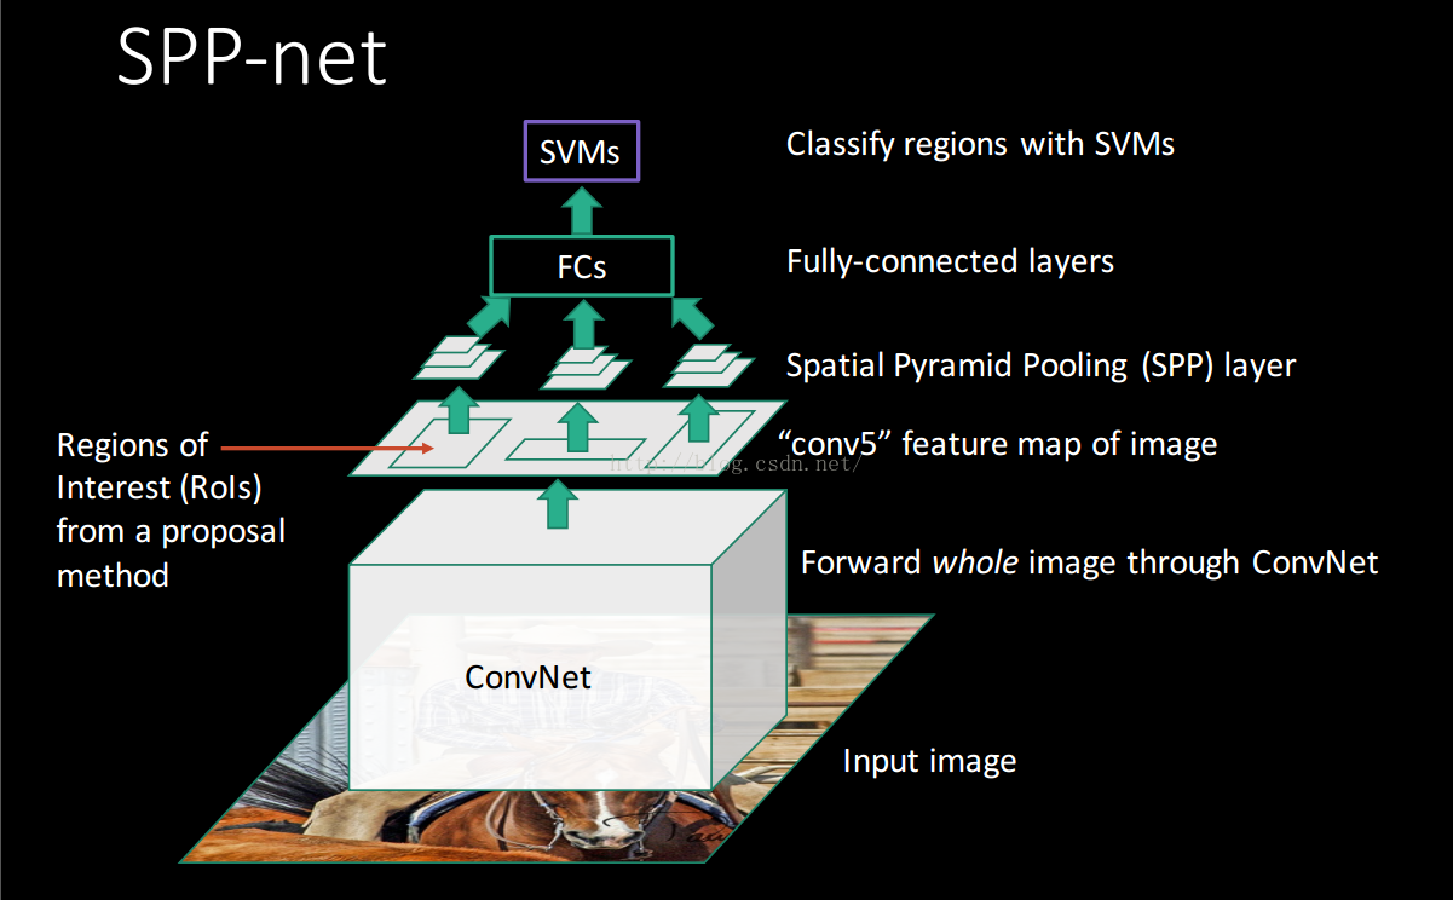 SPP-net
SVMs
Classify regions with SVMs
FCs
Fully-connected layers
Spatial Pyramid Pooling (SPP) layer
Regions of
Interest (RoIs)
from a proposal
method
“conv5” feature map of image
http://blog.csdn.net/
Forward whole image through ConvNet
ConvNet
Input image